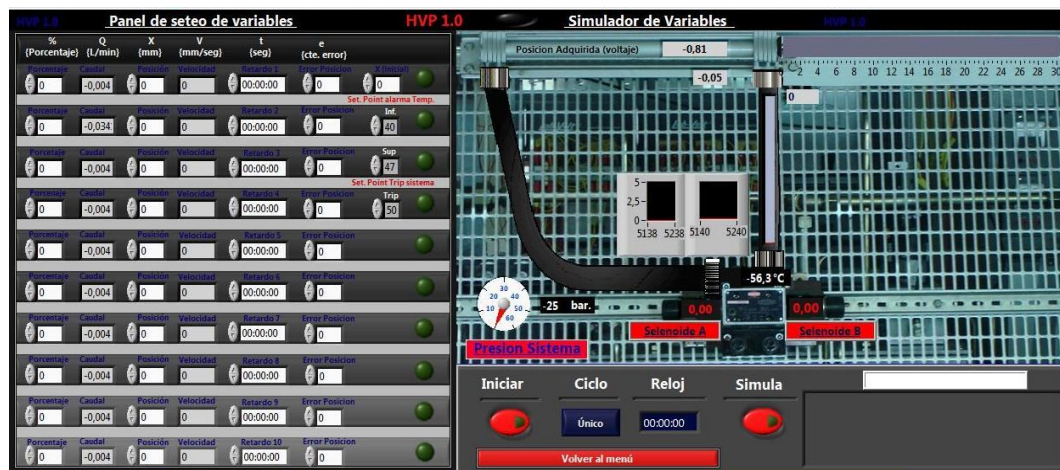 HVP 1.0 Panel de seteo de variables HVP 1.0 Simulador de Variables HVP 1.0
% Q X V t e
{Porcentaje} {L/min} {mm} {mm/seg} {seg} {cte. error}
Porcentaje Caudal Posición Velocidad Retardo 1 Error Posicion X (Inicial)
0 -0,004 0 0 00:00:00 0 0
Set. Point alarma Temp.
Porcentaje Caudal Posición Velocidad Retardo 2 Error Posicion Inf.
0 -0,034 0 0 00:00:00 0 40
Porcentaje Caudal Posición Velocidad Retardo 3 Error Posicion Sup
0 -0,004 0 0 00:00:00 0 47
Set. Point Trip sistema
Porcentaje Caudal Posición Velocidad Retardo 4 Error Posicion Trip
0 -0,004 0 0 00:00:00 0 50
Porcentaje Caudal Posición Velocidad Retardo 5 Error Posicion
0 -0,004 0 0 00:00:00 0
Porcentaje Caudal Posición Velocidad Retardo 6 Error Posicion
0 -0,004 0 0 00:00:00 0
Porcentaje Caudal Posición Velocidad Retardo 7 Error Posicion
0 -0,004 0 0 00:00:00 0
Porcentaje Caudal Posición Velocidad Retardo 8 Error Posicion
0 -0,004 0 0 00:00:00 0
Porcentaje Caudal Posición Velocidad Retardo 9 Error Posicion
0 -0,004 0 0 00:00:00 0
Porcentaje Caudal Posición Velocidad Retardo 10 Error Posicion
0 -0,004 0 0 00:00:00 0
Posicion Adquirida (voltaje) -0,81
-0,05
2 4 6 8 10 12 14 16 18 20 22 24 26 28 30
0
5
2,5
0
5138 5238 5140 5240
-56,3 °C
10 20 30 40 50 60
-25 bar.
0,00 0,00
Selenoide A Selenoide B
Presion Sistema
Iniciar Ciclo Reloj Simula
Único 00:00:00
Volver al menú